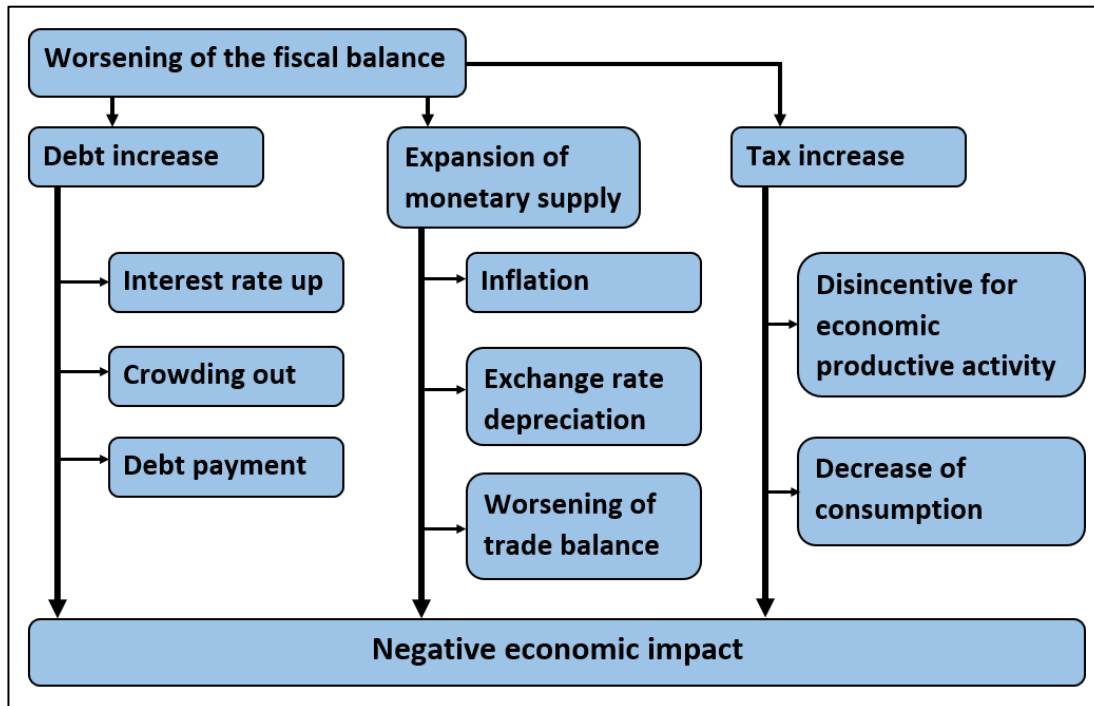 Worsening of the fiscal balance
Debt increase
Interest rate up
Crowding out
Debt payment
Expansion of
monetary supply
Inflation
Exchange rate
depreciation
Worsening of
trade balance
Tax increase
Disincentive for
economic
productive activity
Decrease of
consumption
Negative economic impact